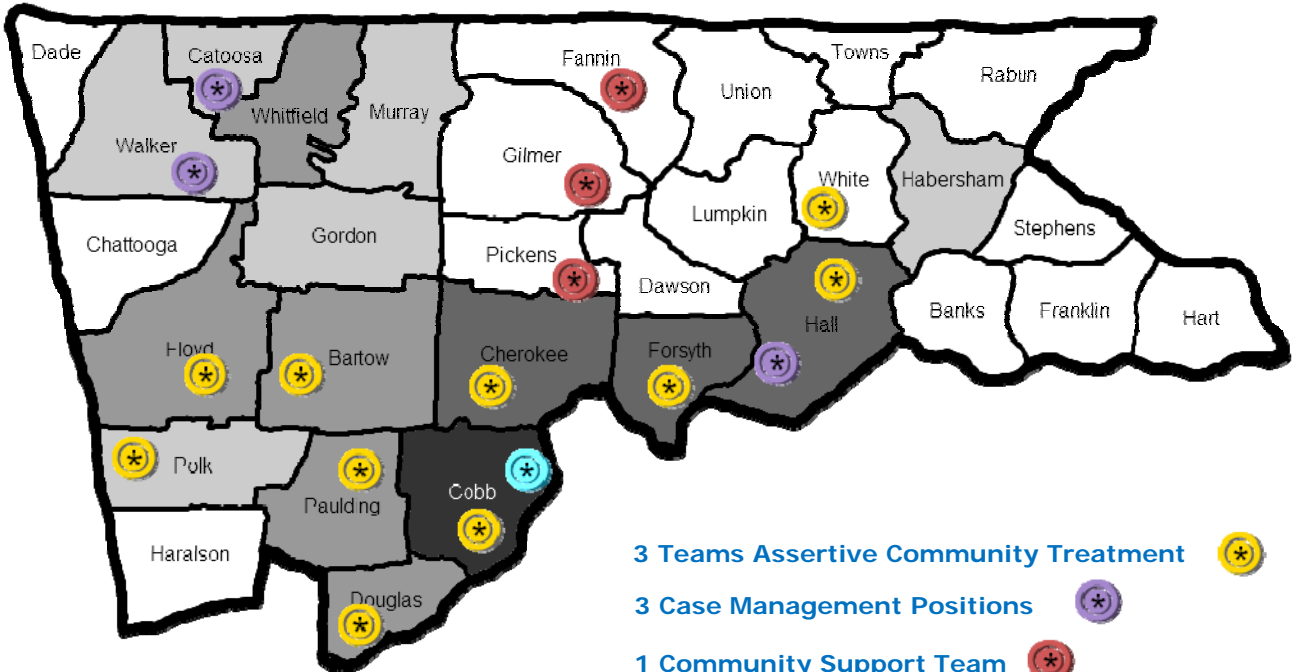 Dade
Catoosa
Fannin
Towns
Union
Rabun
Whitfield
Murray
Walker
Gilmer
White
Habersham
Lumpkin
Stephens
Chattooga
Gordon
Pickens
Dawson
Banks
Franklin
Hart
Hall
Floyd
Bartow
Cherokee
Forsyth
Polk
Paulding
Cobb
Haralson
Douglas
3 Teams Assertive Community Treatment
3 Case Management Positions
1 Community Support Team